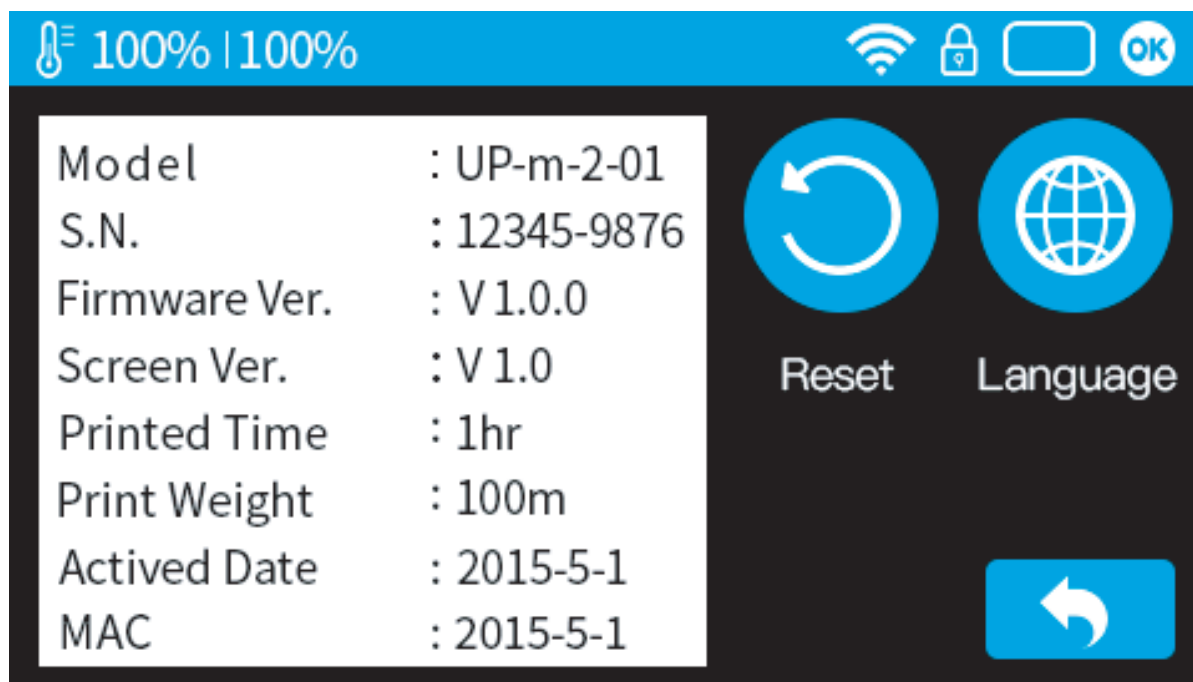 100% | 100%
OK
Model : UP-m-2-01
S.N. : 12345-9876
Firmware Ver. : V 1.0.0
Screen Ver. : V 1.0
Printed Time : 1hr
Print Weight : 100m
Actived Date : 2015-5-1
MAC : 2015-5-1
Reset
Language